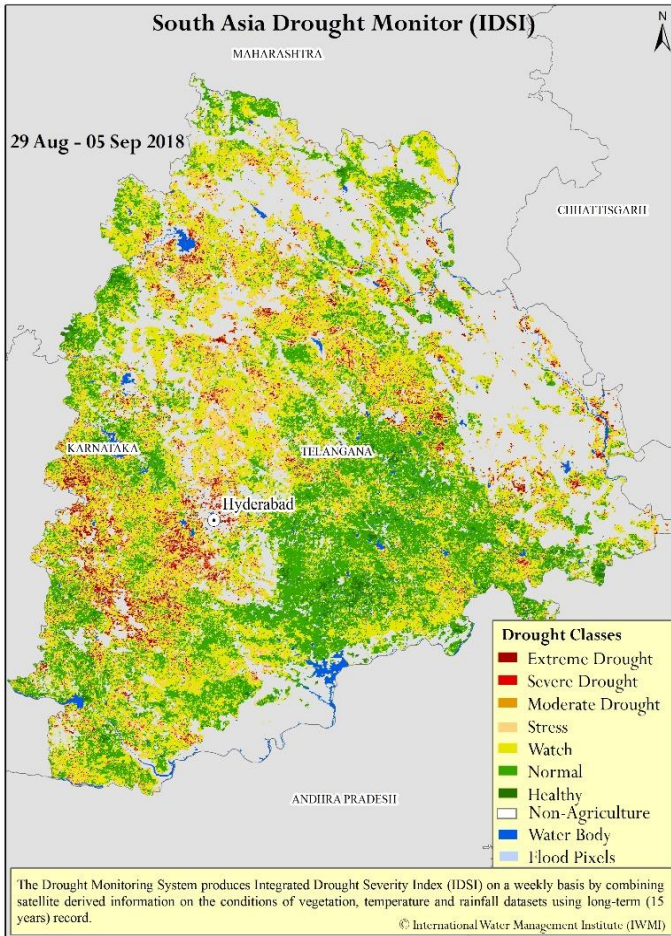 South Asia Drought Monitor (IDSI)
N
MAHARASHTRA
29 Aug - 05 Sep 2018
CHHATTISGARH
KARNATAKA
TELANGANA
Hyderabad
Drought Classes
Extreme Drought
Severe Drought
Moderate Drought
Stress
Watch
Normal
Healthy
Non-Agriculture
Water Body
Flood Pixels
ANDHRA PRADESH
The Drought Monitoring System produces Integrated Drought Severity Index (IDSI) on a weekly basis by combining
satellite derived information on the conditions of vegetation, temperature and rainfall datasets using long-term (15
years) record.
© International Water Management Institute (IWMI)